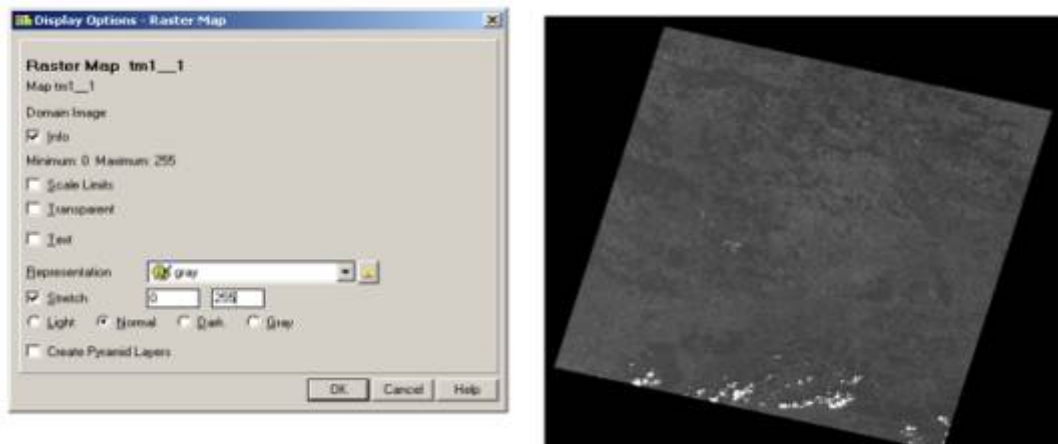 Display Options - Raster Map
Raster Map tm1__1
Map tm1__1
Domain Image
Info
Minimum: 0 Maximum: 255
Scale Limits
Transparent
Text
Representation gray
Stretch 0 255
Light Normal Dark Gray
Create Pyramid Layers
OK Cancel Help